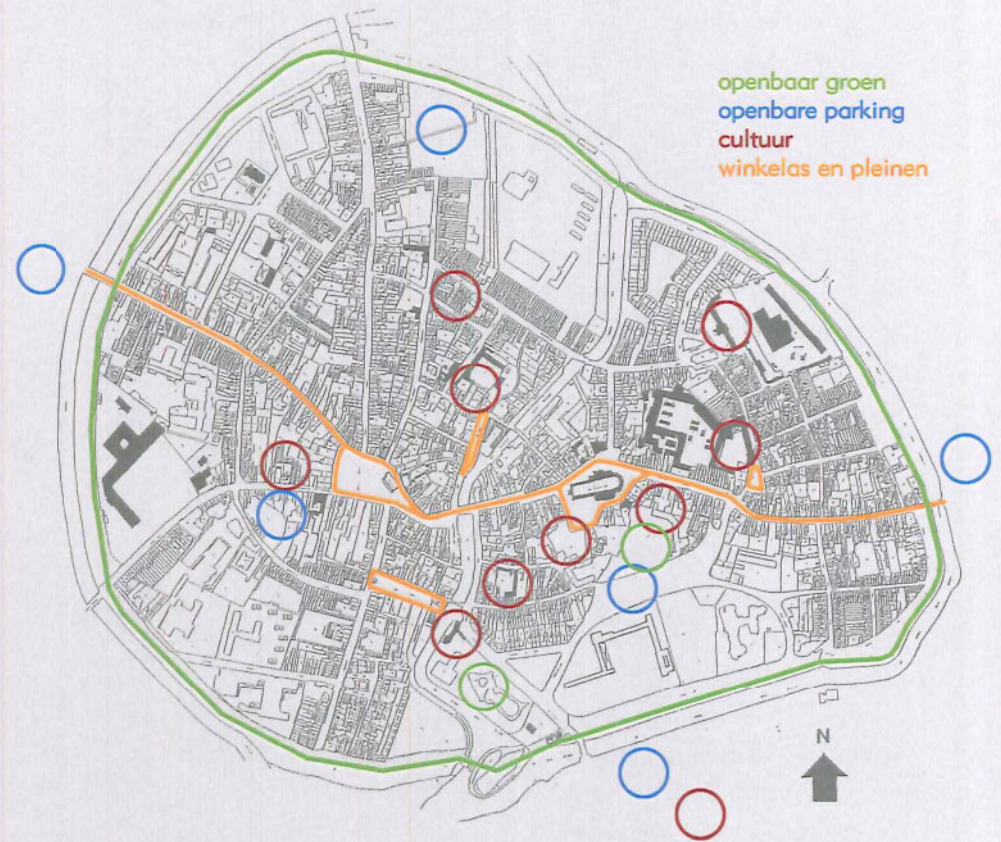 openbaar groen
openbare parking
cultuur
winkelas en pleinen
N